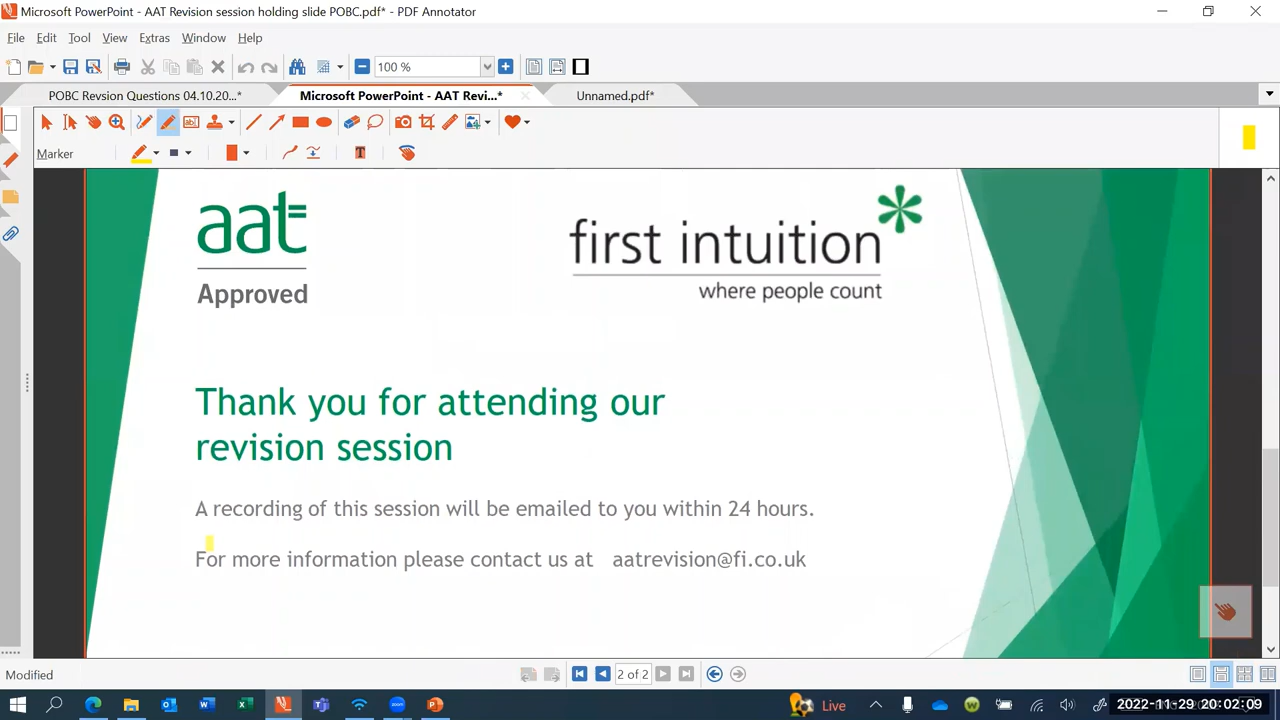 Microsoft PowerPoint - AAT Revision session holding slide POBC.pdf* - PDF Annotator
File Edit Tool View Extras Window Help
100 %
POBC Revsion Questions 04.10.20...* Microsoft PowerPoint - AAT Revi...* Unnamed.pdf*
Marker
aat
Approved
first intuition
where people count
Thank you for attending our
revision session
A recording of this session will be emailed to you within 24 hours.
For more information please contact us at aatrevision@fi.co.uk
Modified
2 of 2
Live
2022-11-29 20:02:09